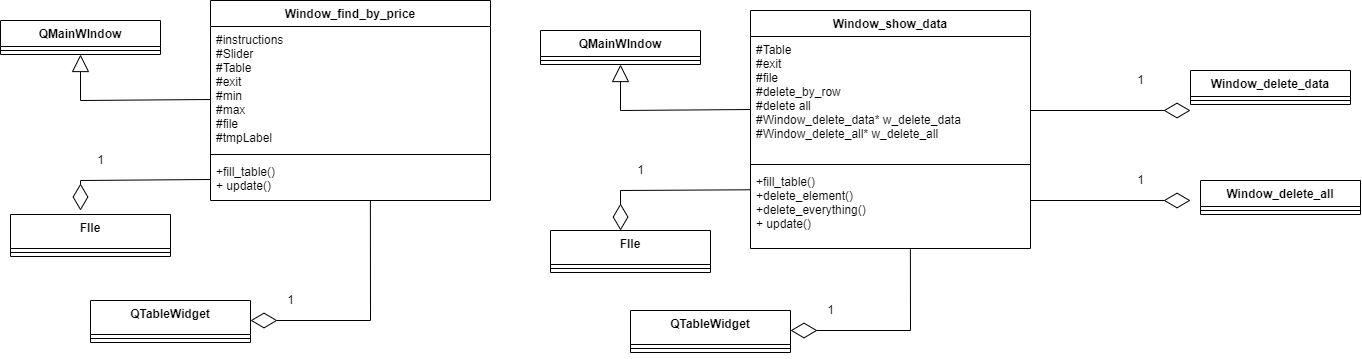 Window_find_by_price
QMainWIndow
#instructions
#Slider
#Table
#exit
#min
#max
#file
#tmpLabel
+fill_table()
+ update()
1
FIle
QTableWidget
1
Window_show_data
QMainWIndow
#Table
#exit
#file
#delete_by_row
#delete all
#Window_delete_data* w_delete_data
#Window_delete_all* w_delete_all
+fill_table()
+delete_element()
+delete_everything()
+ update()
1
Window_delete_data
1
Window_delete_all
1
FIle
QTableWidget
1